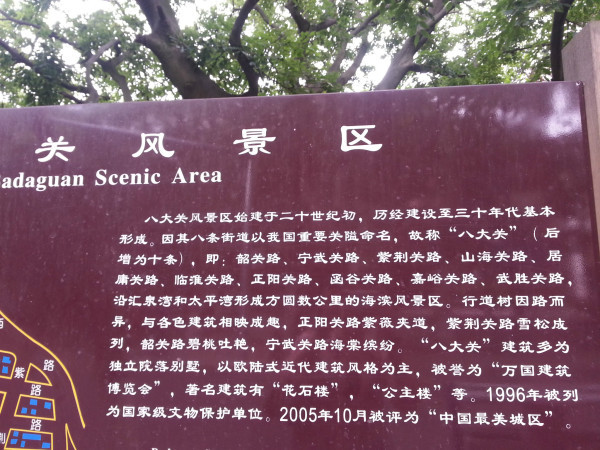 关风景区
adaguan Scenic Area
八大关风景区始建于二十世纪初，历经建设至三十年代基本
形成。因其八条街道以我国重要关隘命名，故称“八大关”（后
增为十条），即：韶关路、宁武关路、紫荆关路、山海关路、居
庸关路、临淮关路、正阳关路、函谷关路、嘉峪关路、武胜关路，
沿汇泉湾和太平湾形成方圆数公里的海滨风景区。行道树因路而
异，与各色建筑相映成趣，正阳关路紫薇夹道，紫荆关路雪松成
列，韶关路碧桃吐艳，宁武关路海棠缤纷。“八大关”建筑多为
独立院落别墅，以欧陆式近代建筑风格为主，被誉为“万国建筑
博览会”，著名建筑有“花石楼”，“公主楼”等。1996年被列
为国家级文物保护单位。2005年10月被评为“中国最美城区”。
紫
路
路